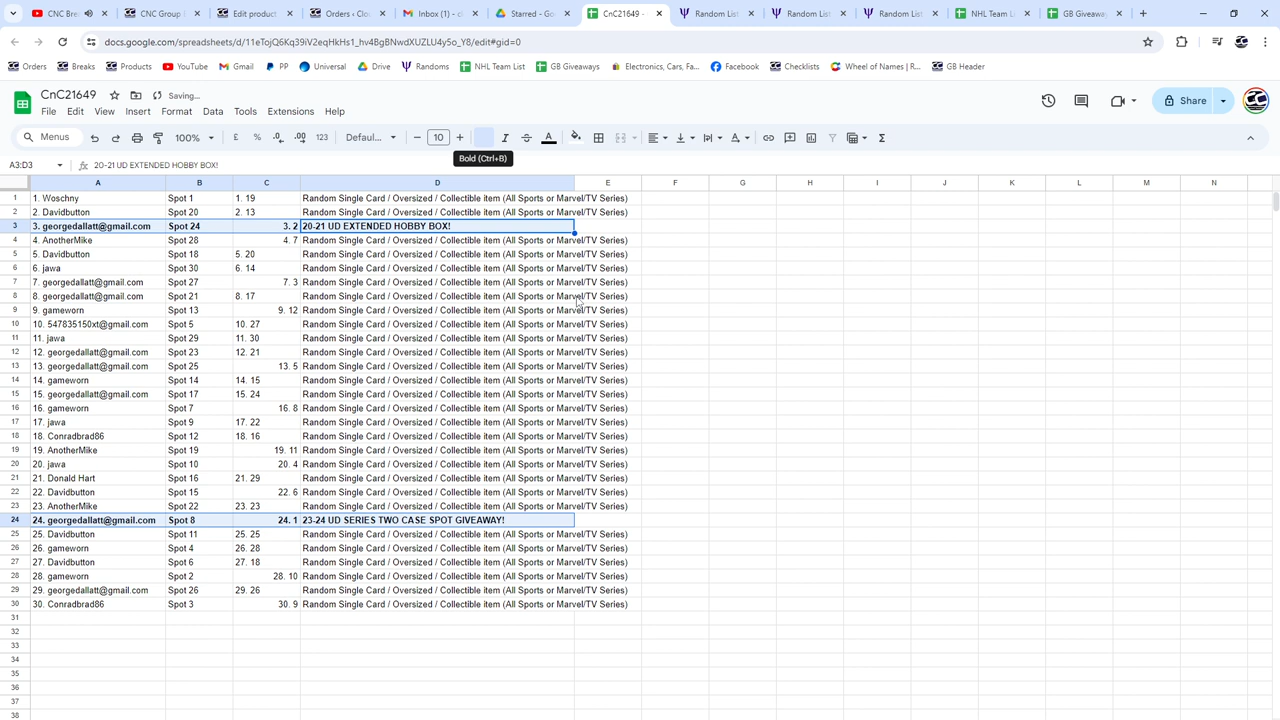 CNC Breaks
CNC Group
Edit product
Orders ‹ Clou
Inbox (1) - c
Starred - Go
CnC21649 -
Random List
Random List
Random List
NHL Team L
GB Giveaway
docs.google.com/spreadsheets/d/11eTojQ6Kq39iV2eqHkHs1_hv4BgBNwdXUZLU4y5o_Y8/edit#gid=0
Orders Breaks Products YouTube Gmail PP Universal Drive Randoms NHL Team List GB Giveaways Electronics, Cars, Fa... Facebook Checklists Wheel of Names | R... GB Header
CnC21649 Saving...
File Edit View Insert Format Data Tools Extensions Help
Share
Menus 100% £ % .0 .00 123 Defaul... 10
Bold (Ctrl+B)
A3:D3 20-21 UD EXTENDED HOBBY BOX!
A B C D E F G H I J K L M N
1 1. Woschny Spot 1 1. 19 Random Single Card / Oversized / Collectible item (All Sports or Marvel/TV Series)
2 2. Davidbutton Spot 20 2. 13 Random Single Card / Oversized / Collectible item (All Sports or Marvel/TV Series)
3 3. georgedallatt@gmail.com Spot 24 3. 2 20-21 UD EXTENDED HOBBY BOX!
4 4. AnotherMike Spot 28 4. 7 Random Single Card / Oversized / Collectible item (All Sports or Marvel/TV Series)
5 5. Davidbutton Spot 18 5. 20 Random Single Card / Oversized / Collectible item (All Sports or Marvel/TV Series)
6 6. jawa Spot 30 6. 14 Random Single Card / Oversized / Collectible item (All Sports or Marvel/TV Series)
7 7. georgedallatt@gmail.com Spot 27 7. 3 Random Single Card / Oversized / Collectible item (All Sports or Marvel/TV Series)
8 8. georgedallatt@gmail.com Spot 21 8. 17 Random Single Card / Oversized / Collectible item (All Sports or Marvel/TV Series)
9 9. gameworn Spot 13 9. 12 Random Single Card / Oversized / Collectible item (All Sports or Marvel/TV Series)
10 10. 547835150xt@gmail.com Spot 5 10. 27 Random Single Card / Oversized / Collectible item (All Sports or Marvel/TV Series)
11 11. jawa Spot 29 11. 30 Random Single Card / Oversized / Collectible item (All Sports or Marvel/TV Series)
12 12. georgedallatt@gmail.com Spot 23 12. 21 Random Single Card / Oversized / Collectible item (All Sports or Marvel/TV Series)
13 13. georgedallatt@gmail.com Spot 25 13. 5 Random Single Card / Oversized / Collectible item (All Sports or Marvel/TV Series)
14 14. gameworn Spot 14 14. 15 Random Single Card / Oversized / Collectible item (All Sports or Marvel/TV Series)
15 15. georgedallatt@gmail.com Spot 17 15. 24 Random Single Card / Oversized / Collectible item (All Sports or Marvel/TV Series)
16 16. gameworn Spot 7 16. 8 Random Single Card / Oversized / Collectible item (All Sports or Marvel/TV Series)
17 17. jawa Spot 9 17. 22 Random Single Card / Oversized / Collectible item (All Sports or Marvel/TV Series)
18 18. Conradbrad86 Spot 12 18. 16 Random Single Card / Oversized / Collectible item (All Sports or Marvel/TV Series)
19 19. AnotherMike Spot 19 19. 11 Random Single Card / Oversized / Collectible item (All Sports or Marvel/TV Series)
20 20. jawa Spot 10 20. 4 Random Single Card / Oversized / Collectible item (All Sports or Marvel/TV Series)
21 21. Donald Hart Spot 16 21. 29 Random Single Card / Oversized / Collectible item (All Sports or Marvel/TV Series)
22 22. Davidbutton Spot 15 22. 6 Random Single Card / Oversized / Collectible item (All Sports or Marvel/TV Series)
23 23. AnotherMike Spot 22 23. 23 Random Single Card / Oversized / Collectible item (All Sports or Marvel/TV Series)
24 24. georgedallatt@gmail.com Spot 8 24. 1 23-24 UD SERIES TWO CASE SPOT GIVEAWAY!
25 25. Davidbutton Spot 11 25. 25 Random Single Card / Oversized / Collectible item (All Sports or Marvel/TV Series)
26 26. gameworn Spot 4 26. 28 Random Single Card / Oversized / Collectible item (All Sports or Marvel/TV Series)
27 27. Davidbutton Spot 6 27. 18 Random Single Card / Oversized / Collectible item (All Sports or Marvel/TV Series)
28 28. gameworn Spot 2 28. 10 Random Single Card / Oversized / Collectible item (All Sports or Marvel/TV Series)
29 29. georgedallatt@gmail.com Spot 26 29. 26 Random Single Card / Oversized / Collectible item (All Sports or Marvel/TV Series)
30 30. Conradbrad86 Spot 3 30. 9 Random Single Card / Oversized / Collectible item (All Sports or Marvel/TV Series)
31
32
33
34
35
36
37
38